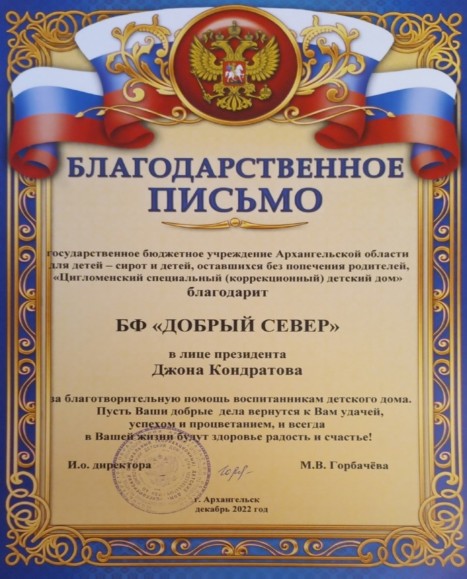 БЛАГОДАРСТВЕННОЕ
ПИСЬМО
государственное бюджетное учреждение Архангельской области
для детей – сирот и детей, оставшихся без попечения родителей,
«Цигломенский специальный (коррекционный) детский дом»
благодарит
БФ «ДОБРЫЙ СЕВЕР»
в лице президента
Джона Кондратова
за благотворительную помощь воспитанникам детского дома.
Пусть Ваши добрые дела вернутся к Вам удачей,
успехом и процветанием, и всегда
в Вашей жизни будут здоровье радость и счастье!
И.о. директора М.В. Горбачёва
г. Архангельск
декабрь 2022 год